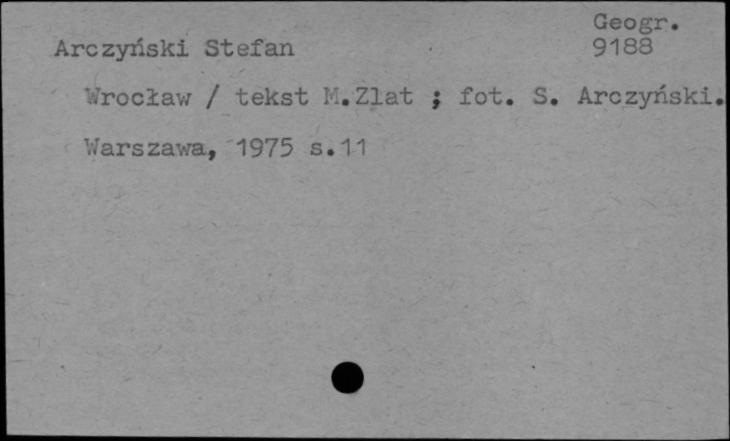 Geogr.
Arczyński Stefan 9188
Wrocław / tekst M.Zlat ; fot. S. Arczyński.
Warszawa, 1975 s.11